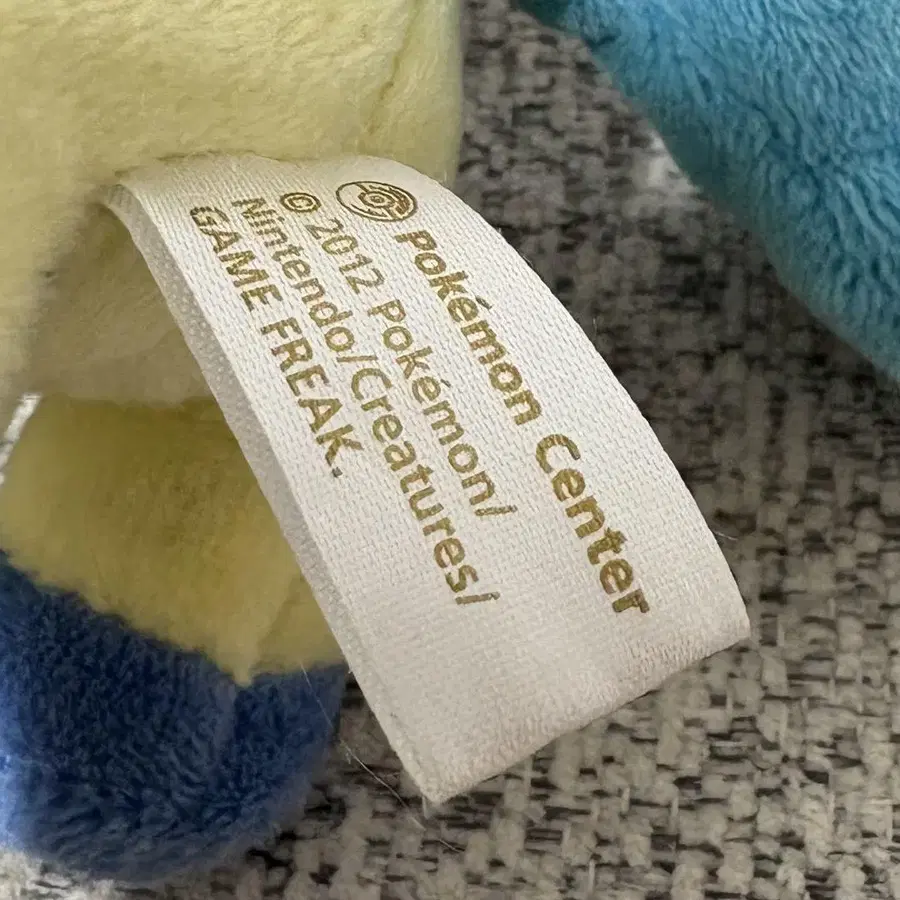 Pokémon Center
© 2012 Pokémon/
Nintendo/Creatures/
GAME FREAK.